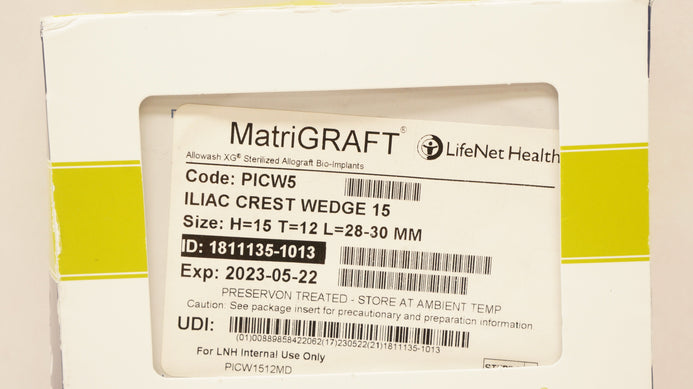 MatriGRAFT® LifeNet Health
Allowash XG® Sterilized Allograft Bio-Implants
Code: PICW5
ILIAC CREST WEDGE 15
Size: H=15 T=12 L=28-30 MM
ID: 1811135-1013
Exp: 2023-05-22
PRESERVON TREATED - STORE AT AMBIENT TEMP
Caution: See package insert for precautionary and preparation information
UDI:
(01)00889858422062(17)230522(21)1811135-1013
For LNH Internal Use Only
PICW1512MD